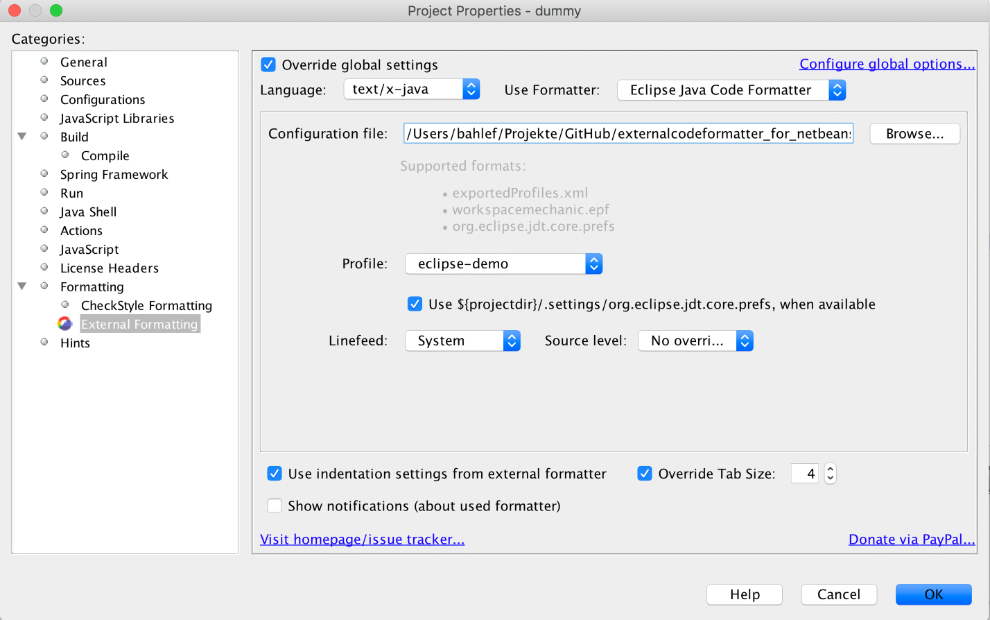 Project Properties - dummy
Categories:
General
Sources
Configurations
JavaScript Libraries
Build
Compile
Spring Framework
Run
Java Shell
Actions
JavaScript
License Headers
Formatting
CheckStyle Formatting
External Formatting
Hints
Override global settings Configure global options...
Language: text/x-java Use Formatter: Eclipse Java Code Formatter
Configuration file: /Users/bahlef/Projekte/GitHub/externalcodeformatter_for_netbeans Browse...
Supported formats:
• exportedProfiles.xml
• workspacemechanic.epf
• org.eclipse.jdt.core.prefs
Profile: eclipse-demo
Use ${projectdir}/.settings/org.eclipse.jdt.core.prefs, when available
Linefeed: System Source level: No overri...
Use indentation settings from external formatter Override Tab Size: 4
Show notifications (about used formatter)
Visit homepage/issue tracker... Donate via PayPal...
Help Cancel OK